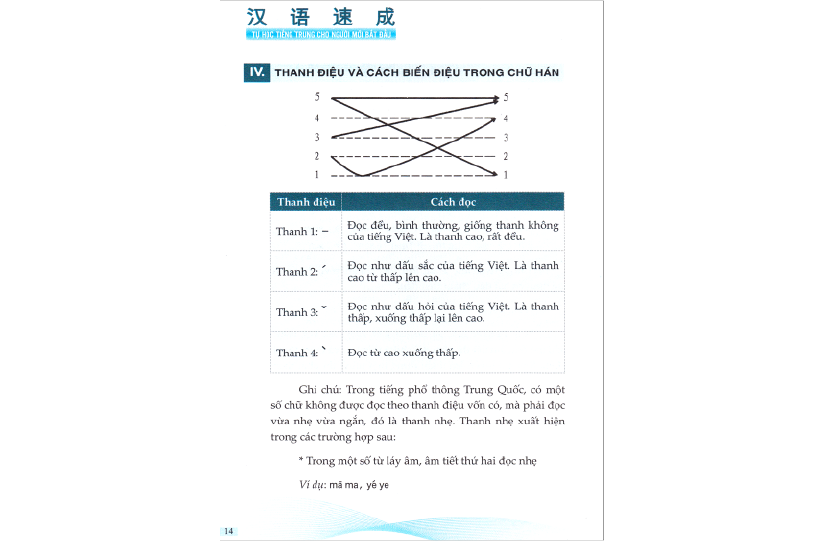 汉 语 速 成
TỰ HỌC TIẾNG TRUNG CHO NGƯỜI MỚI BẮT ĐẦU
IV. THANH ĐIỆU VÀ CÁCH BIẾN ĐIỆU TRONG CHỮ HÁN
5 5
4 4
3 3
2 2
1 1
Thanh điệu Cách đọc
Thanh 1: ˉ Đọc đều, bình thường, giống thanh không
của tiếng Việt. Là thanh cao, rất đều.
Thanh 2: ˊ Đọc như dấu sắc của tiếng Việt. Là thanh
cao từ thấp lên cao.
Thanh 3: ˇ Đọc như dấu hỏi của tiếng Việt. Là thanh
thấp, xuống thấp lại lên cao.
Thanh 4: ˋ Đọc từ cao xuống thấp.
Ghi chú: Trong tiếng phổ thông Trung Quốc, có một
số chữ không được đọc theo thanh điệu vốn có, mà phải đọc
vừa nhẹ vừa ngắn, đó là thanh nhẹ. Thanh nhẹ xuất hiện
trong các trường hợp sau:
* Trong một số từ láy âm, âm tiết thứ hai đọc nhẹ
Ví dụ: mā ma, yé ye
14